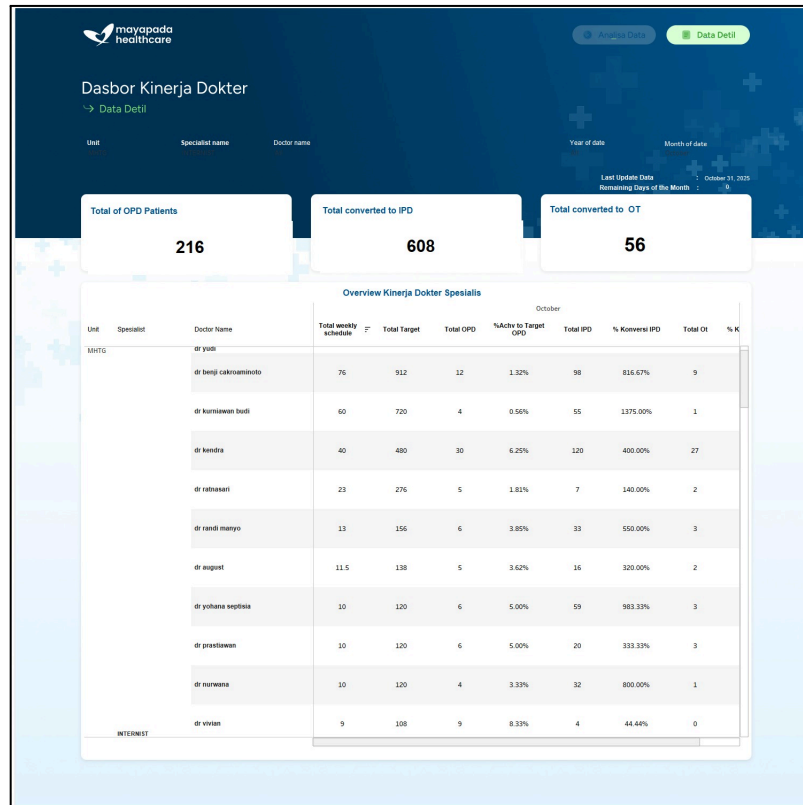 mayapada
healthcare
Analisa Data
Data Detil
Dasbor Kinerja Dokter
→ Data Detil
Unit Specialist name Doctor name Year of date Month of date
Last Update Data : October 31, 2025
Remaining Days of the Month : 0
Total of OPD Patients
216
Total converted to IPD
608
Total converted to OT
56
Overview Kinerja Dokter Spesialis
October
Unit Spesialist Doctor Name Total weekly schedule Total Target Total OPD %Achv to Target OPD Total IPD % Konversi IPD Total Ot % K
MHTG dr yudi
dr benji cakroaminoto 76 912 12 1.32% 98 816.67% 9
dr kurniawan budi 60 720 4 0.56% 55 1375.00% 1
dr kendra 40 480 30 6.25% 120 400.00% 27
dr ratnasari 23 276 5 1.81% 7 140.00% 2
dr randi manyo 13 156 6 3.85% 33 550.00% 3
dr august 11.5 138 5 3.62% 16 320.00% 2
dr yohana septisia 10 120 6 5.00% 59 983.33% 3
dr prastiawan 10 120 6 5.00% 20 333.33% 3
dr nurwana 10 120 4 3.33% 32 800.00% 1
dr vivian 9 108 9 8.33% 4 44.44% 0
INTERNIST